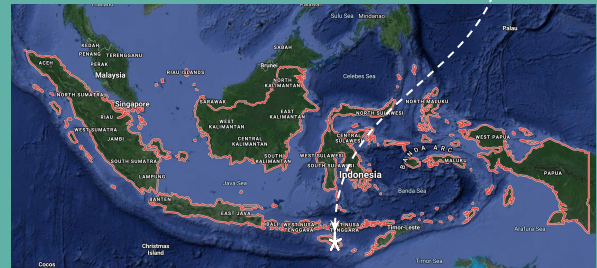 Sulu Sea
Mindanao
Palau
KEDAH
PENANG
TERENGGANU
PERAK
Malaysia
ACEH
SABAH
Brunei
Celebes Sea
RIAU ISLANDS
NORTH
KALIMANTAN
NORTH SUMATRA
Singapore
SARAWAK
EAST
KALIMANTAN
NORTH SULAWESI
NORTH MALUKU
RIAU
WEST
KALIMANTAN
WEST SUMATRA
JAMBI
CENTRAL
KALIMANTAN
CENTRAL
SULAWESI
WEST PAPUA
BANDA ARC
SOUTH SUMATRA
SOUTH
KALIMANTAN
WEST SULAWESI
SOUTH SULAWESI
MALUKU
Indonesia
PAPUA
LAMPUNG
Java Sea
Banda Sea
BANTEN
EAST JAVA
BALI
WEST NUSA
TENGGARA
NUSA
TENGGARA
Timor-Leste
Arafura Sea
Christmas
Island
Cocos
Timor Sea